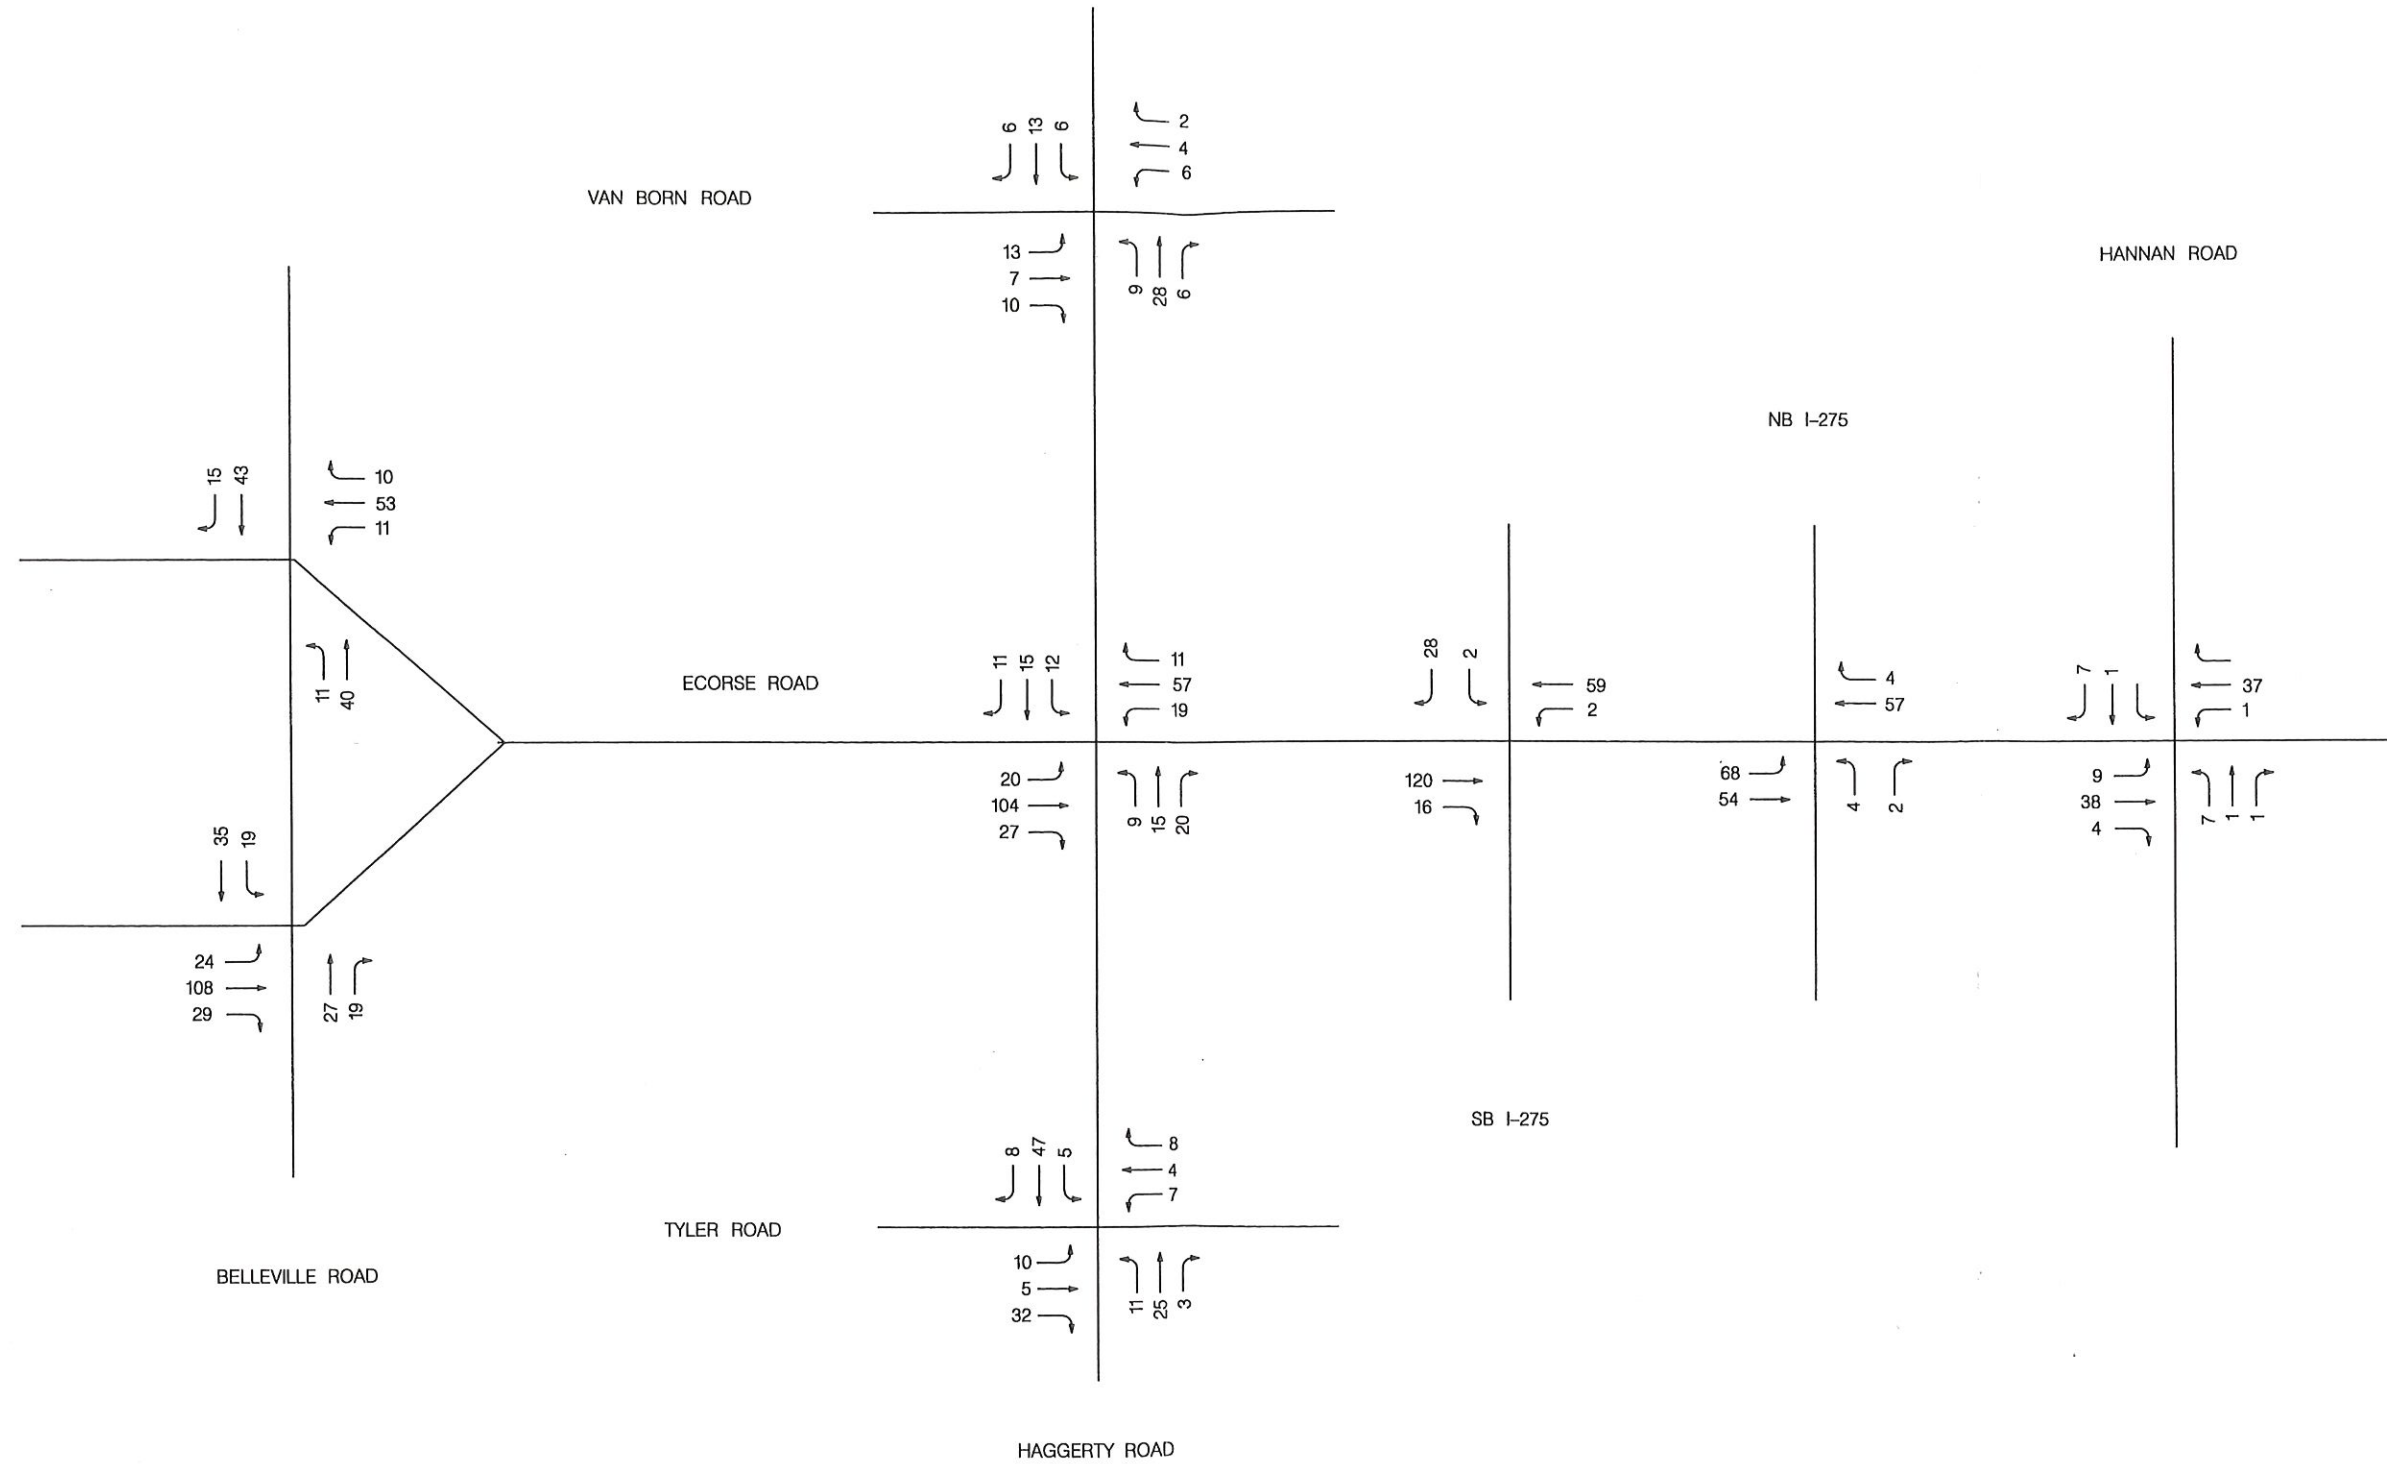 6 13 6
2
4
6
VAN BORN ROAD
13
7
10
9 28 6
HANNAN ROAD
NB I-275
15 43
10
53
11
11 40
ECORSE ROAD
11 15 12
11
57
19
20
104
27
9 15 20
28 2
59
2
120
16
4
57
68
54
4 2
7 1
37
1
9
38
4
7 1 1
35 19
24
108
29
27 19
SB I-275
8 47 5
8
4
7
TYLER ROAD
10
5
32
11 25 3
BELLEVILLE ROAD
HAGGERTY ROAD